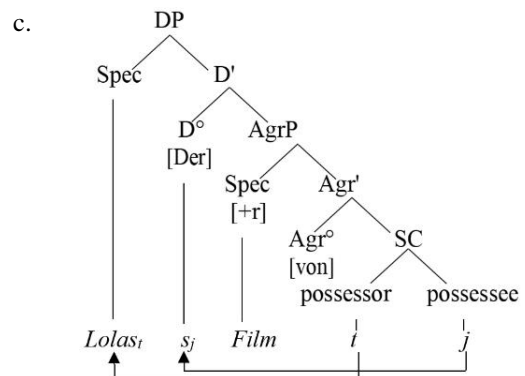 c.
DP
Spec D'
D° AgrP
[Der]
Spec Agr'
[+r]
Agr° SC
[von]
possessor possessee
Lolasₜ sⱼ Film t j